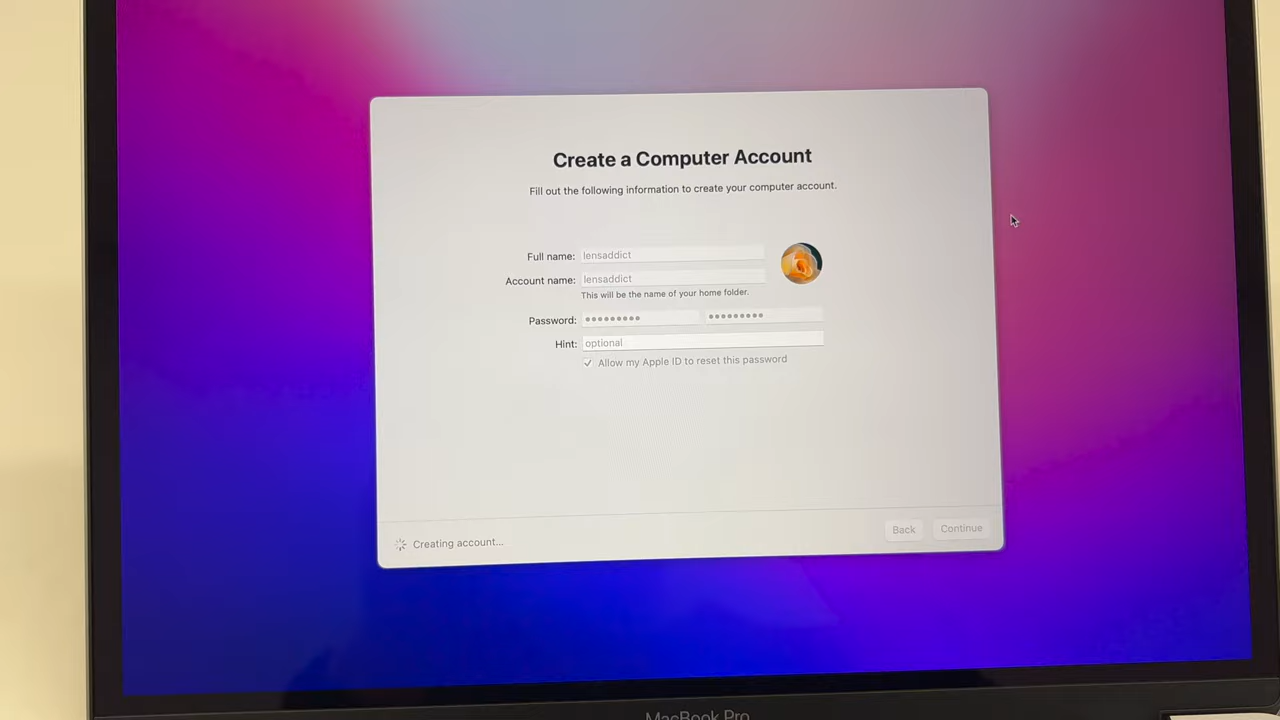 Create a Computer Account
Fill out the following information to create your computer account.
Full name: lensaddict
Account name: lensaddict
This will be the name of your home folder.
Password: ••••••••• •••••••••
Hint: optional
Allow my Apple ID to reset this password
Creating account...
Back Continue
MacBook Pro